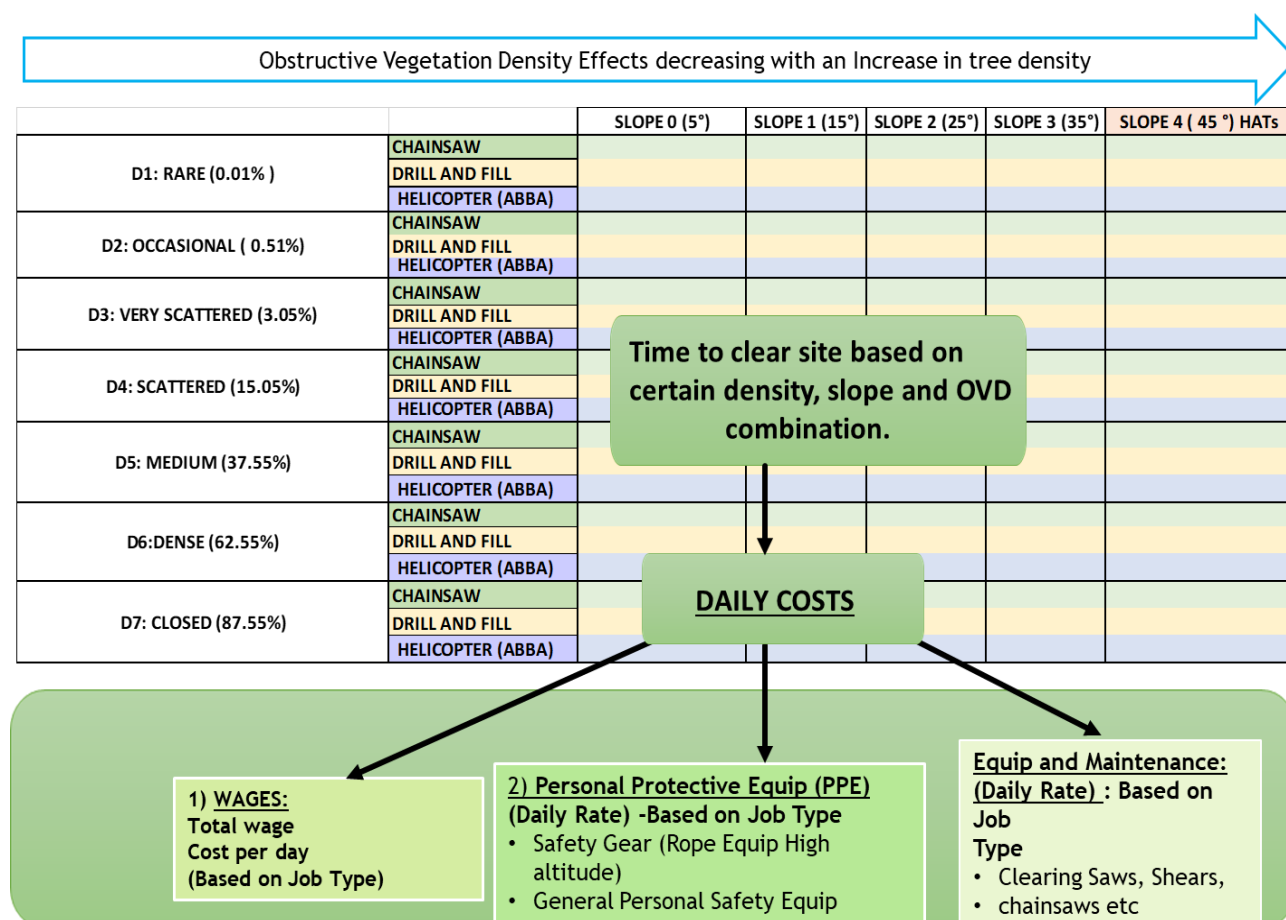 Obstructive Vegetation Density Effects decreasing with an Increase in tree density
SLOPE 0 (5°) SLOPE 1 (15°) SLOPE 2 (25°) SLOPE 3 (35°) SLOPE 4 ( 45 °) HATs
D1: RARE (0.01% )
CHAINSAW
DRILL AND FILL
HELICOPTER (ABBA)
D2: OCCASIONAL ( 0.51%)
CHAINSAW
DRILL AND FILL
HELICOPTER (ABBA)
D3: VERY SCATTERED (3.05%)
CHAINSAW
DRILL AND FILL
HELICOPTER (ABBA)
D4: SCATTERED (15.05%)
CHAINSAW
DRILL AND FILL
HELICOPTER (ABBA)
D5: MEDIUM (37.55%)
CHAINSAW
DRILL AND FILL
HELICOPTER (ABBA)
D6:DENSE (62.55%)
CHAINSAW
DRILL AND FILL
HELICOPTER (ABBA)
D7: CLOSED (87.55%)
CHAINSAW
DRILL AND FILL
HELICOPTER (ABBA)
Time to clear site based on
certain density, slope and OVD
combination.
DAILY COSTS
1) WAGES:
Total wage
Cost per day
(Based on Job Type)
2) Personal Protective Equip (PPE)
(Daily Rate) -Based on Job Type
• Safety Gear (Rope Equip High
altitude)
• General Personal Safety Equip
Equip and Maintenance:
(Daily Rate) : Based on
Job
Type
• Clearing Saws, Shears,
• chainsaws etc